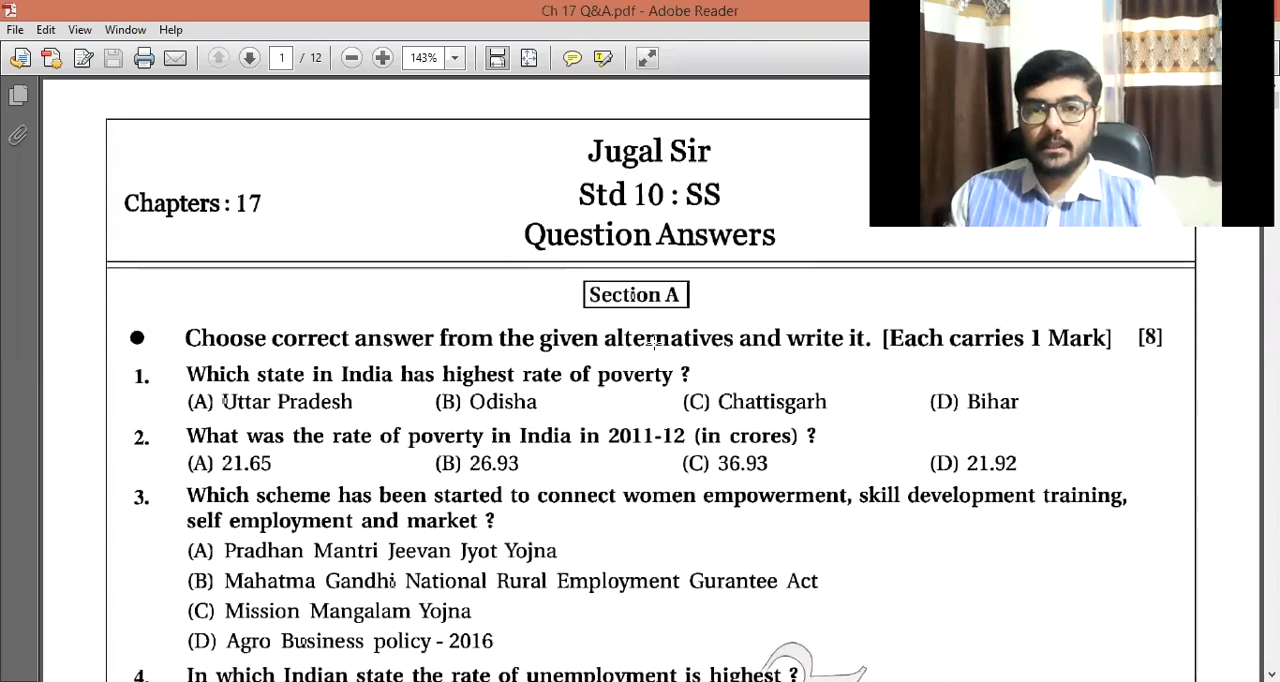 Ch 17 Q&A.pdf - Adobe Reader
File Edit View Window Help
1 / 12 143%
Jugal Sir
Chapters : 17
Std 10 : SS
Question Answers
Section A
● Choose correct answer from the given alternatives and write it. [Each carries 1 Mark] [8]
1. Which state in India has highest rate of poverty ?
(A) Uttar Pradesh (B) Odisha (C) Chattisgarh (D) Bihar
2. What was the rate of poverty in India in 2011-12 (in crores) ?
(A) 21.65 (B) 26.93 (C) 36.93 (D) 21.92
3. Which scheme has been started to connect women empowerment, skill development training,
self employment and market ?
(A) Pradhan Mantri Jeevan Jyot Yojna
(B) Mahatma Gandhi National Rural Employment Gurantee Act
(C) Mission Mangalam Yojna
(D) Agro Business policy - 2016
4. In which Indian state the rate of unemployment is highest ?